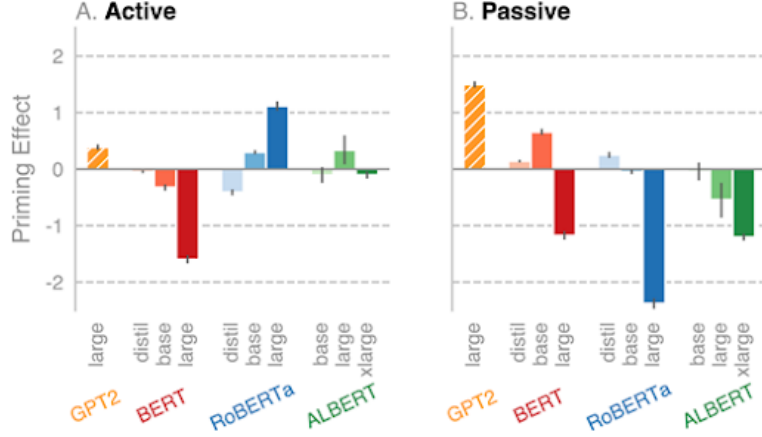 A. Active
B. Passive
Priming Effect
2
1
0
-1
-2
large
distil
base
large
distil
base
large
base
large
xlarge
GPT2
BERT
RoBERTa
ALBERT
large
distil
base
large
distil
base
large
base
large
xlarge
GPT2
BERT
RoBERTa
ALBERT